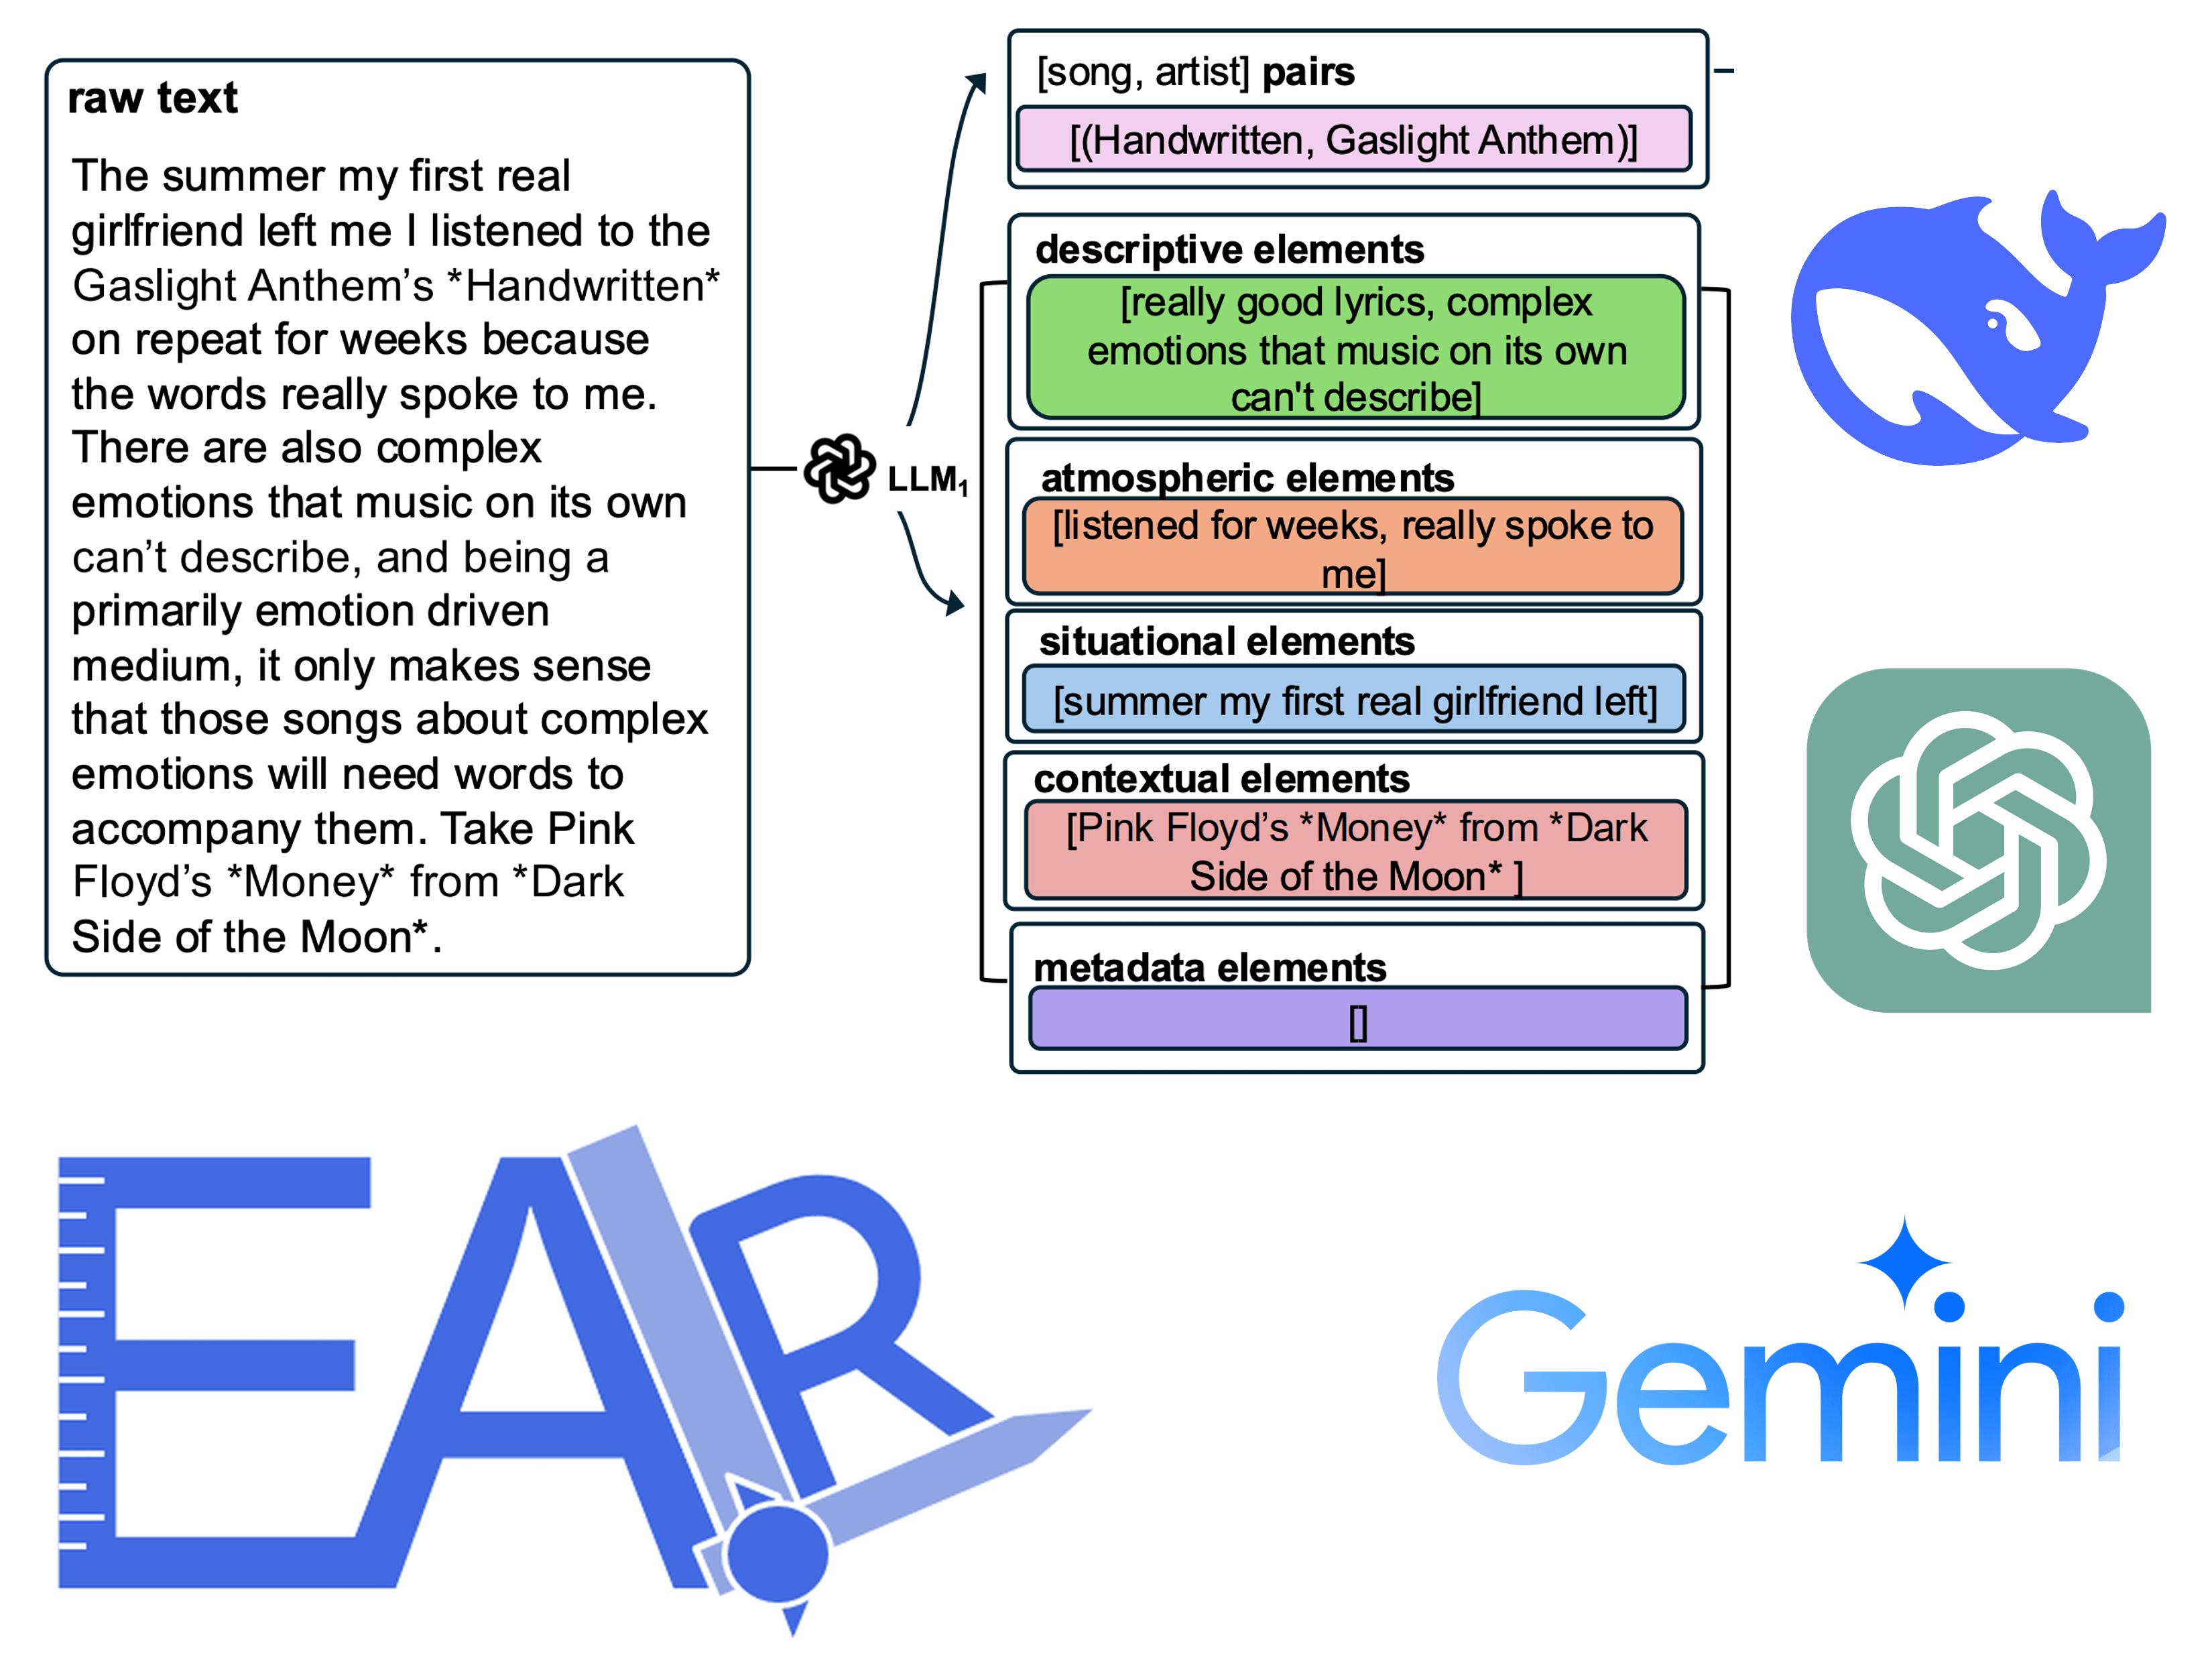 raw text
The summer my first real
girlfriend left me I listened to the
Gaslight Anthem’s *Handwritten*
on repeat for weeks because
the words really spoke to me.
There are also complex
emotions that music on its own
can’t describe, and being a
primarily emotion driven
medium, it only makes sense
that those songs about complex
emotions will need words to
accompany them. Take Pink
Floyd’s *Money* from *Dark
Side of the Moon*.
LLM₁
[song, artist] pairs
[(Handwritten, Gaslight Anthem)]
descriptive elements
[really good lyrics, complex
emotions that music on its own
can't describe]
atmospheric elements
[listened for weeks, really spoke to
me]
situational elements
[summer my first real girlfriend left]
contextual elements
[Pink Floyd’s *Money* from *Dark
Side of the Moon* ]
metadata elements
[]
EAR
Gemini